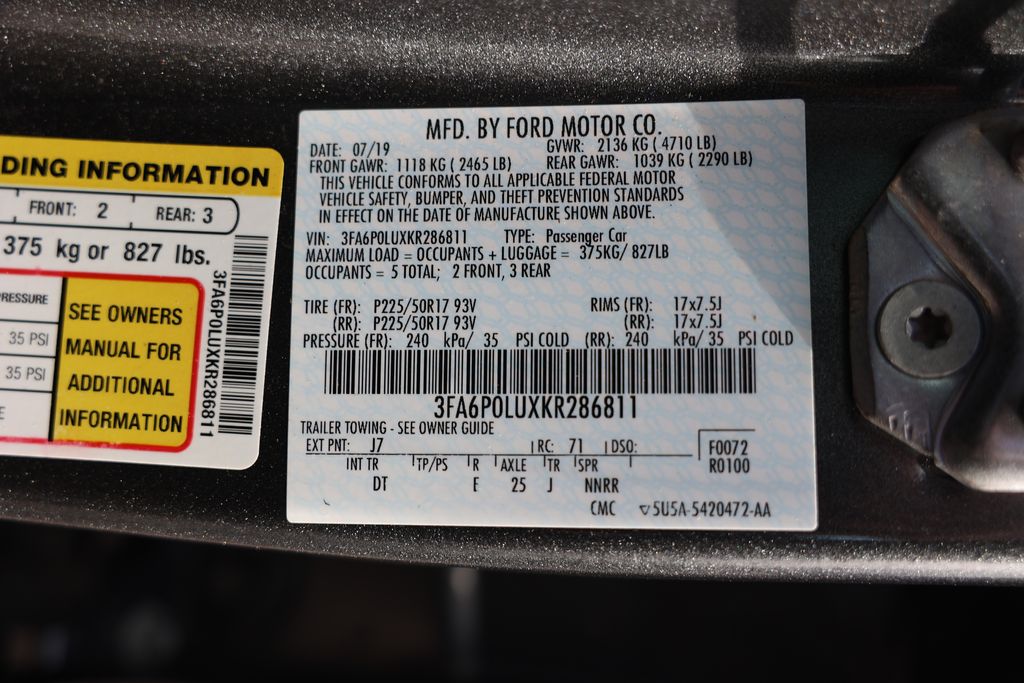 DING INFORMATION
FRONT: 2 REAR: 3
375 kg or 827 lbs.
RESSURE
35 PSI
35 PSI
E
SEE OWNERS
MANUAL FOR
ADDITIONAL
INFORMATION
3FA6P0LUXKR286811
MFD. BY FORD MOTOR CO.
DATE: 07/19 GVWR: 2136 KG ( 4710 LB)
FRONT GAWR: 1118 KG ( 2465 LB) REAR GAWR: 1039 KG ( 2290 LB)
THIS VEHICLE CONFORMS TO ALL APPLICABLE FEDERAL MOTOR
VEHICLE SAFETY, BUMPER, AND THEFT PREVENTION STANDARDS
IN EFFECT ON THE DATE OF MANUFACTURE SHOWN ABOVE.
VIN: 3FA6P0LUXKR286811 TYPE: Passenger Car
MAXIMUM LOAD = OCCUPANTS + LUGGAGE = 375KG/ 827LB
OCCUPANTS = 5 TOTAL; 2 FRONT, 3 REAR
TIRE (FR): P225/50R17 93V RIMS (FR): 17x7.5J
(RR): P225/50R17 93V (RR): 17x7.5J
PRESSURE (FR): 240 kPa/ 35 PSI COLD (RR): 240 kPa/ 35 PSI COLD
3FA6P0LUXKR286811
TRAILER TOWING - SEE OWNER GUIDE
EXT PNT: J7 RC: 71 DSO: F0072
R0100
INT TR TP/PS R AXLE TR SPR
DT E 25 J NNRR
CMC ▽5U5A-5420472-AA